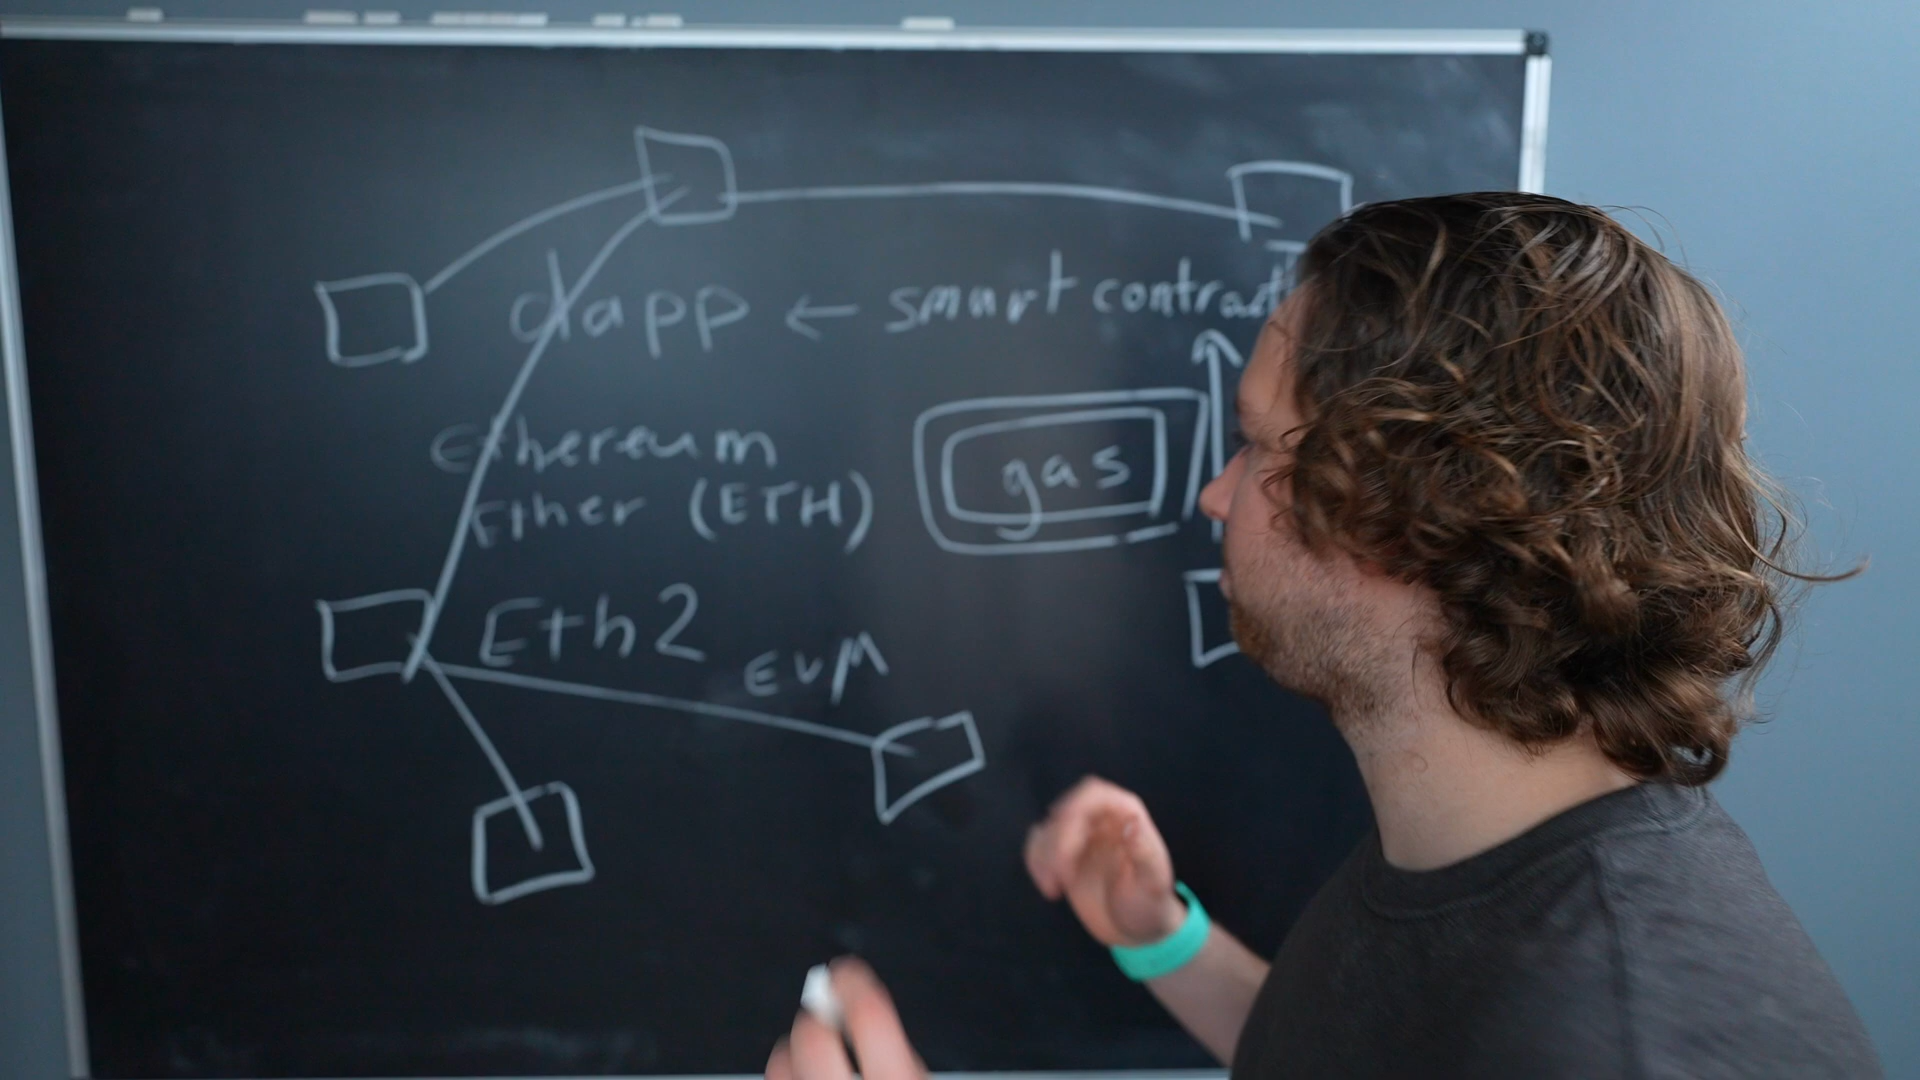 dapp ← smart contract
Ethereum
Ether (ETH)
gas
Eth2
EVM